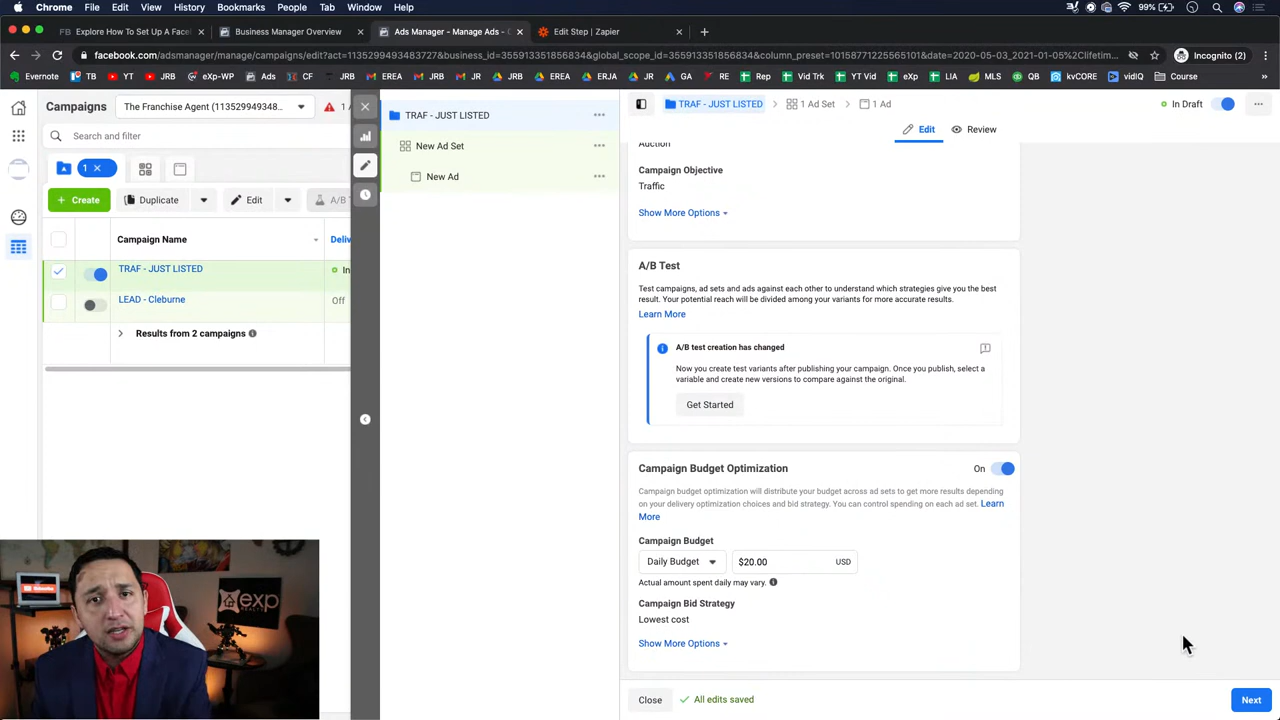 Chrome File Edit View History Bookmarks People Tab Window Help
99%
FB Explore How To Set Up A Face
Business Manager Overview
Ads Manager - Manage Ads - C
Edit Step | Zapier
facebook.com/adsmanager/manage/campaigns/edit?act=113529949483727&business_id=355913351856834&global_scope_id=355913351856834&column_preset=10158771225565101&date=2020-05-03_2021-01-05%2Clifetim...
Incognito (2)
Evernote TB YT CF JRB exp-WP Ads 101 CF JRB EREA EREA JRB EREA ERJA JR GA RE Rep YT Vid EXP LIA MLS QB kvCORE vidiQ Course
Campaigns
The Franchise Agent (11352994948...
1 A
Search and filter
1
Create
Duplicate
Edit
A/B T
Campaign Name
Deliv
TRAF - JUST LISTED
In
LEAD - Cleburne
Off
Results from 2 campaigns
TRAF - JUST LISTED
New Ad Set
New Ad
TRAF - JUST LISTED
1 Ad Set
1 Ad
In Draft
Edit
Review
Auction
Campaign Objective
Traffic
Show More Options
A/B Test
Test campaigns, ad sets and ads against each other to understand which strategies give you the best
result. Your potential reach will be divided among your variants for more accurate results.
Learn More
A/B test creation has changed
Now you create test variants after publishing your campaign. Once you publish, select a
variable and create new versions to compare against the original.
Get Started
Campaign Budget Optimization
On
Campaign budget optimization will distribute your budget across ad sets to get more results depending
on your delivery optimization choices and bid strategy. You can control spending on each ad set. Learn
More
Campaign Budget
Daily Budget
$20.00
USD
Actual amount spent daily may vary.
Campaign Bid Strategy
Lowest cost
Show More Options
Close
All edits saved
Next
exp
REALTY